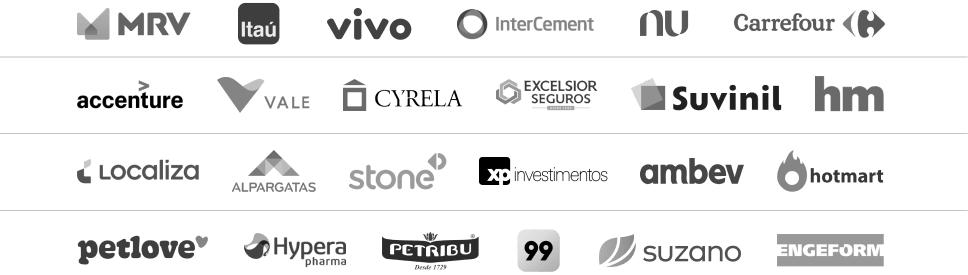 MRV
Itaú
vivo
InterCement
nu
Carrefour
accenture
VALE
CYRELA
EXCELSIOR
SEGUROS
Suvinil
hm
Localiza
ALPARGATAS
stone
xp investimentos
ambev
hotmart
petlove
Hypera
pharma
PETRIBU
Desde 1729
99
suzano
ENGEFORM